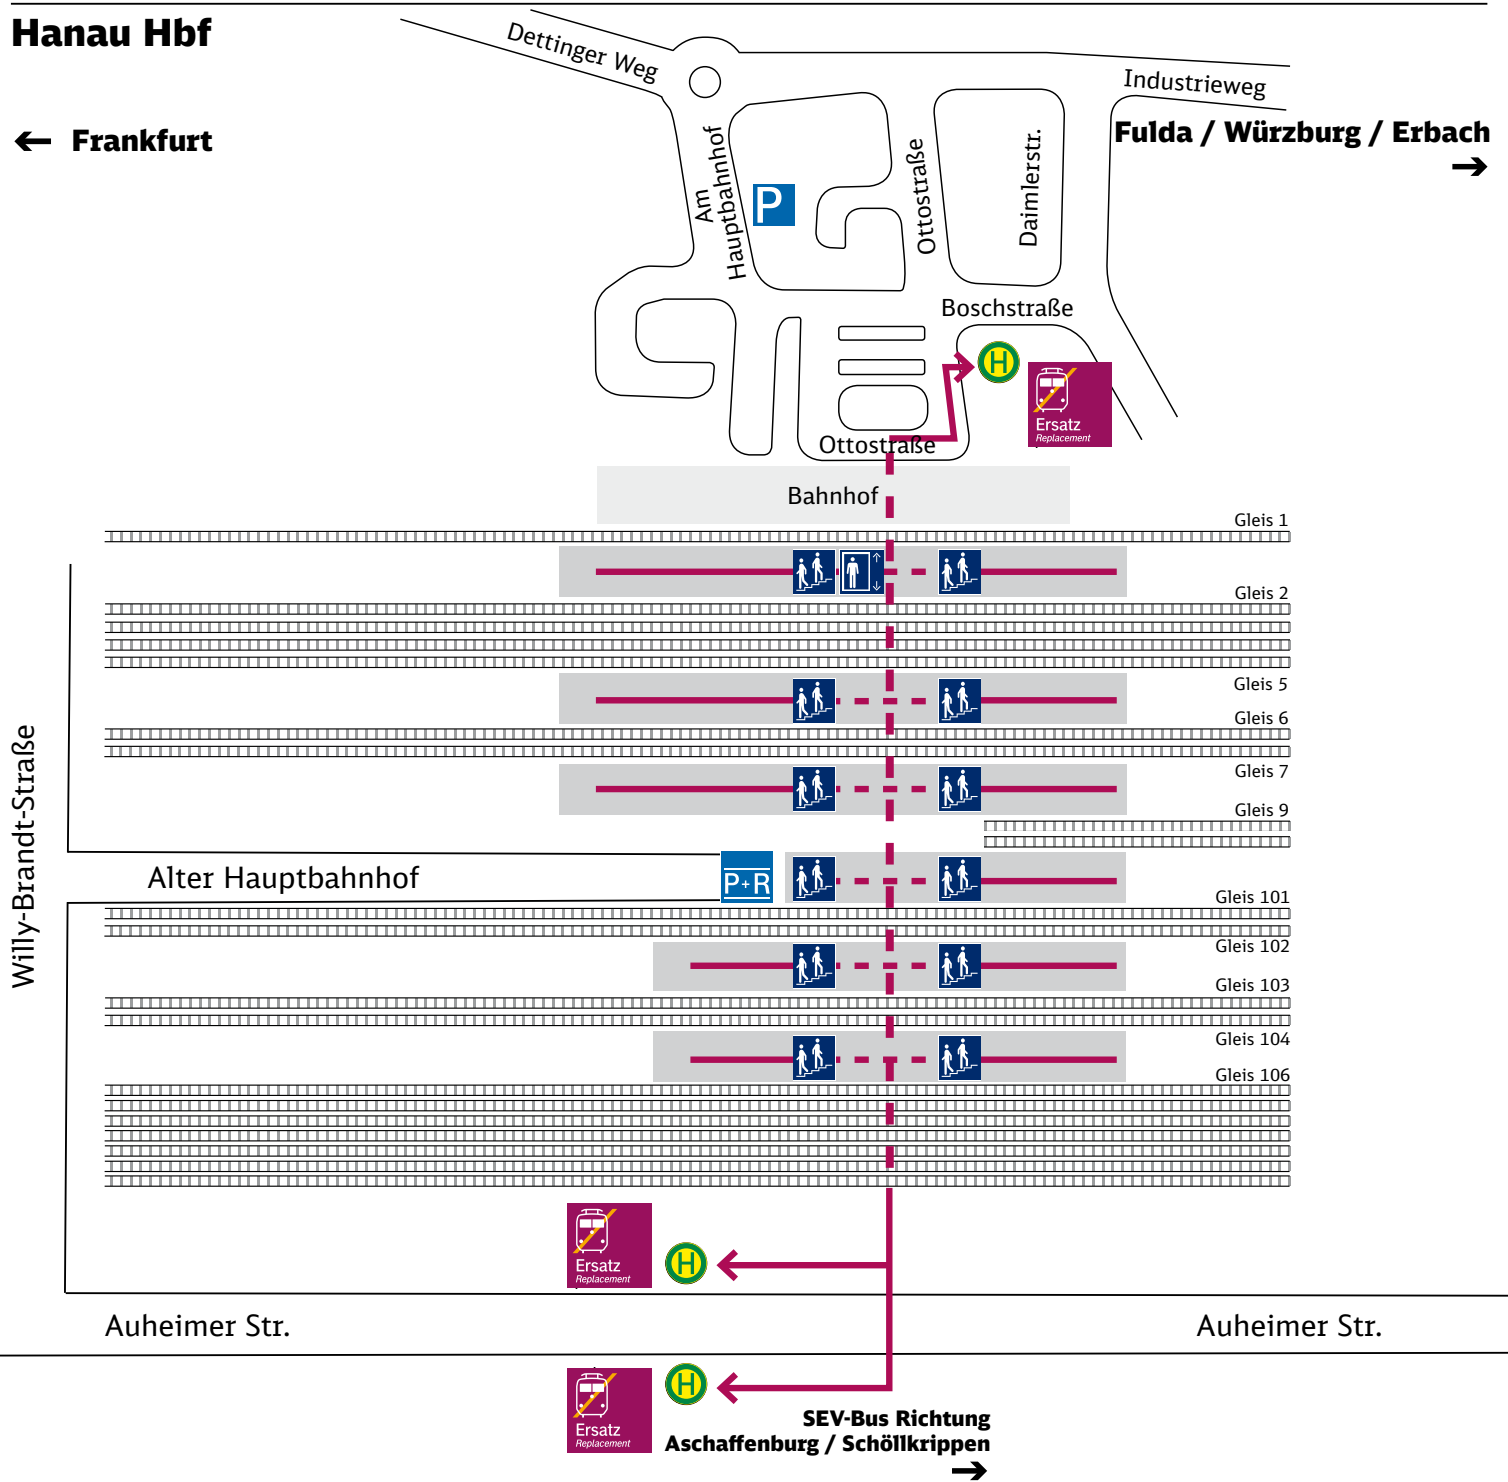 Hanau Hbf
Dettinger Weg
Industrieweg
← Frankfurt
Fulda / Würzburg / Erbach
→
Am
Hauptbahnhof
P
Ottostraße
Daimlerstr.
Boschstraße
H
Ersatz
Replacement
Ottostraße
Bahnhof
Gleis 1
Gleis 2
Gleis 5
Gleis 6
Gleis 7
Gleis 9
Willy-Brandt-Straße
Alter Hauptbahnhof
P+R
Gleis 101
Gleis 102
Gleis 103
Gleis 104
Gleis 106
Ersatz
Replacement
H
Auheimer Str.
Auheimer Str.
Ersatz
Replacement
H
SEV-Bus Richtung
Aschaffenburg / Schöllkrippen
→